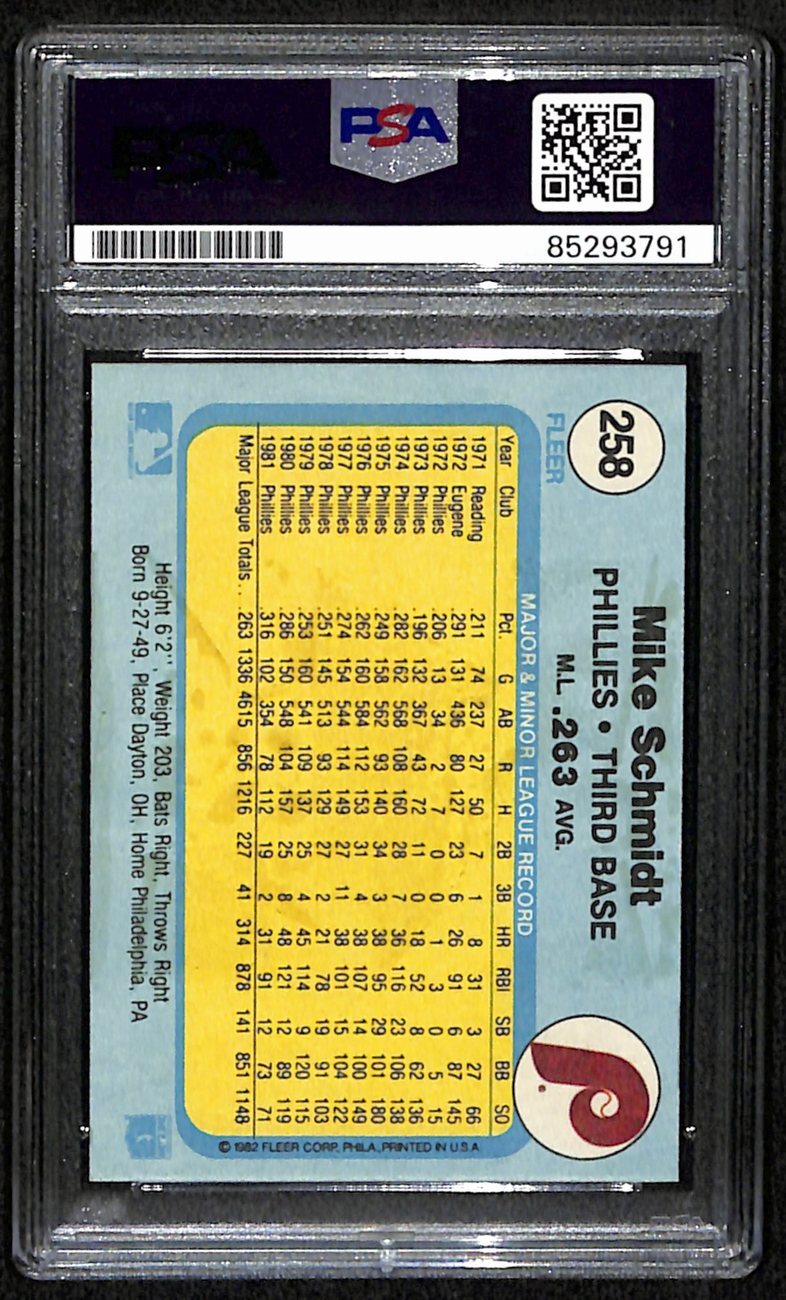 PSA
85293791
258
FLEER
Mike Schmidt
PHILLIES • THIRD BASE
M.L. .263 AVG.
MAJOR & MINOR LEAGUE RECORD
Year Club Pct. G AB R H 2B 3B HR RBI SB BB SO
1971 Reading .211 74 237 27 50 7 1 8 31 3 27 66
1972 Eugene .291 131 436 80 127 23 6 26 91 6 87 145
1972 Phillies .206 13 34 2 7 0 0 1 3 0 5 15
1973 Phillies .196 132 367 43 72 11 0 18 52 8 62 136
1974 Phillies .282 162 568 108 160 28 7 36 116 23 106 138
1975 Phillies .249 158 562 93 140 34 3 38 95 29 101 180
1976 Phillies .262 160 584 112 153 31 4 38 107 14 100 149
1977 Phillies .274 154 544 114 149 27 11 38 101 15 104 122
1978 Phillies .251 145 513 93 129 27 2 21 78 19 91 103
1979 Phillies .253 160 541 109 137 25 4 45 114 9 120 115
1980 Phillies .286 150 548 104 157 25 8 48 121 12 89 119
1981 Phillies .316 102 354 78 112 19 2 31 91 12 73 71
Major League Totals . . .263 1336 4615 856 1216 227 41 314 878 141 851 1148
© 1982 FLEER CORP. PHILA., PRINTED IN U.S.A.
Height 6'2", Weight 203, Bats Right, Throws Right
Born 9-27-49, Place Dayton, OH, Home Philadelphia, PA